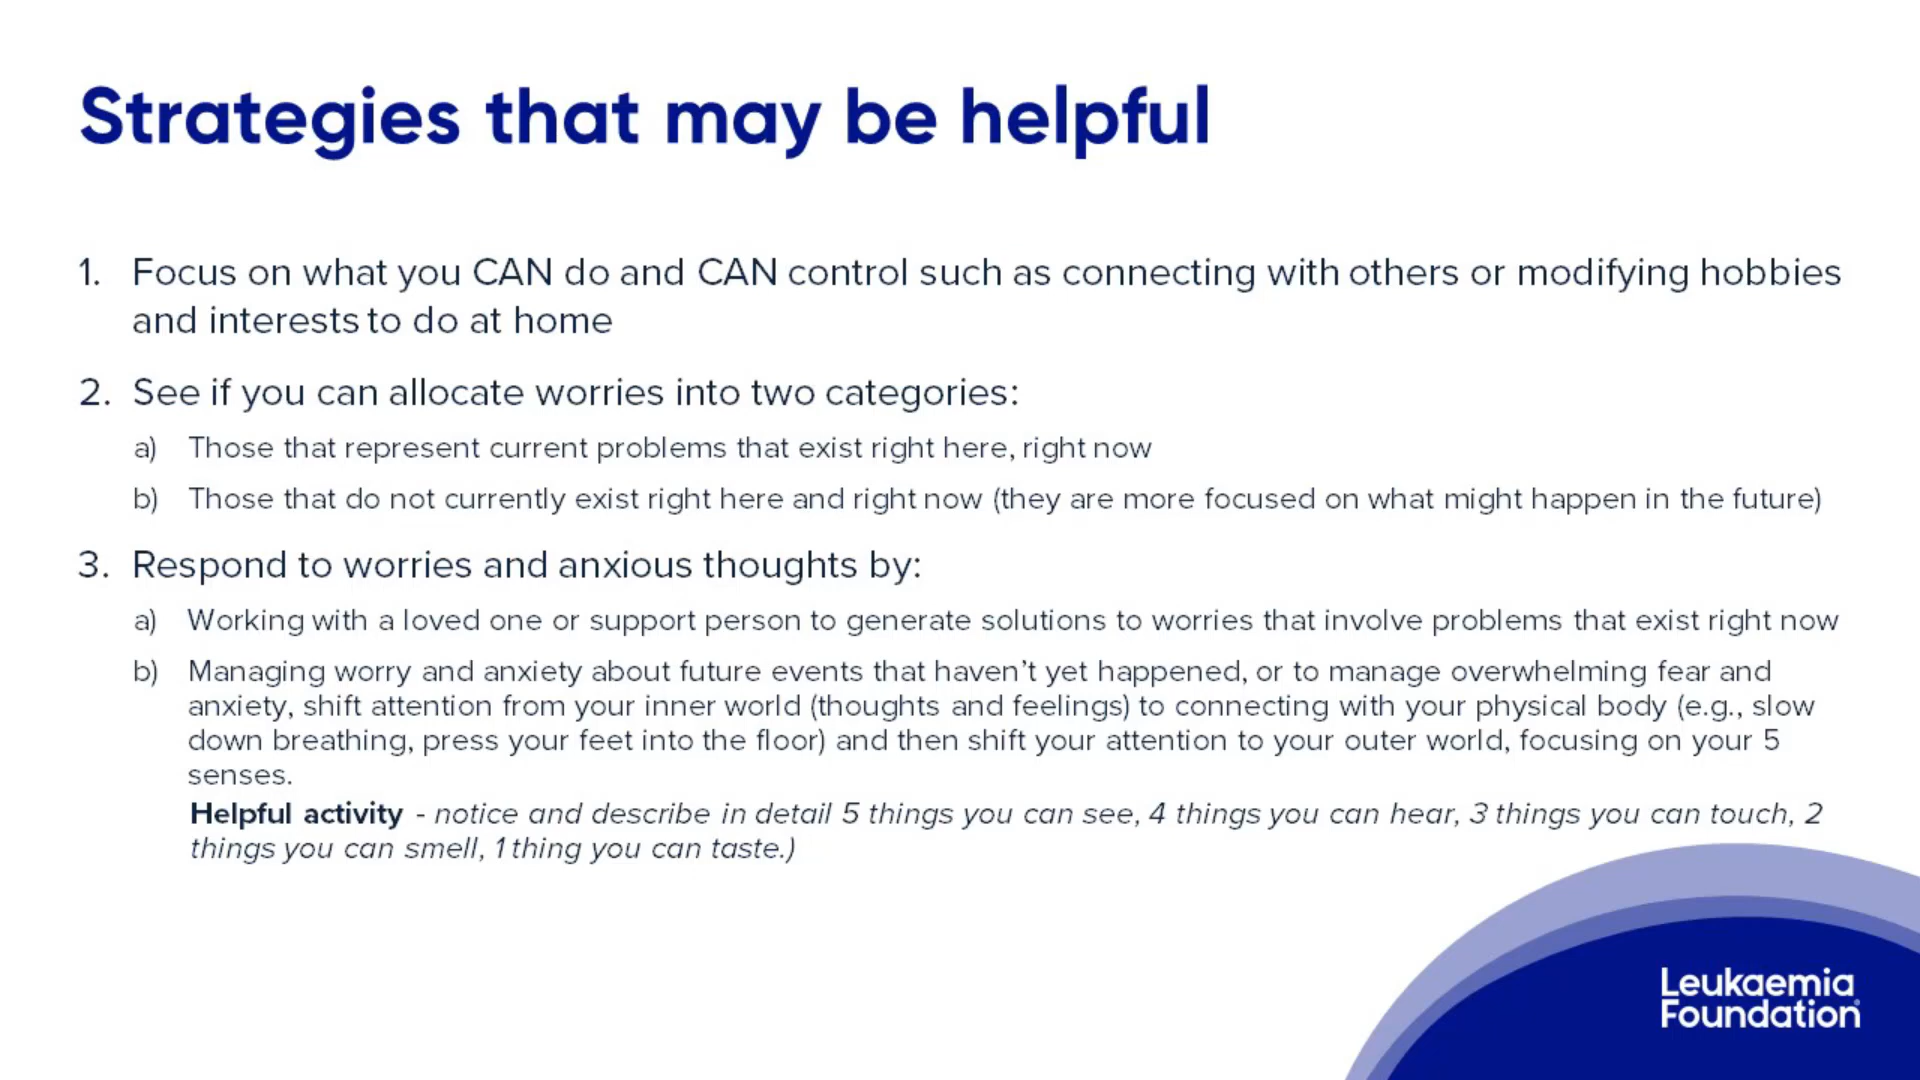 Strategies that may be helpful
1. Focus on what you CAN do and CAN control such as connecting with others or modifying hobbies
and interests to do at home
2. See if you can allocate worries into two categories:
a) Those that represent current problems that exist right here, right now
b) Those that do not currently exist right here and right now (they are more focused on what might happen in the future)
3. Respond to worries and anxious thoughts by:
a) Working with a loved one or support person to generate solutions to worries that involve problems that exist right now
b) Managing worry and anxiety about future events that haven’t yet happened, or to manage overwhelming fear and
anxiety, shift attention from your inner world (thoughts and feelings) to connecting with your physical body (e.g., slow
down breathing, press your feet into the floor) and then shift your attention to your outer world, focusing on your 5
senses.
Helpful activity - notice and describe in detail 5 things you can see, 4 things you can hear, 3 things you can touch, 2
things you can smell, 1 thing you can taste.)
Leukaemia
Foundation